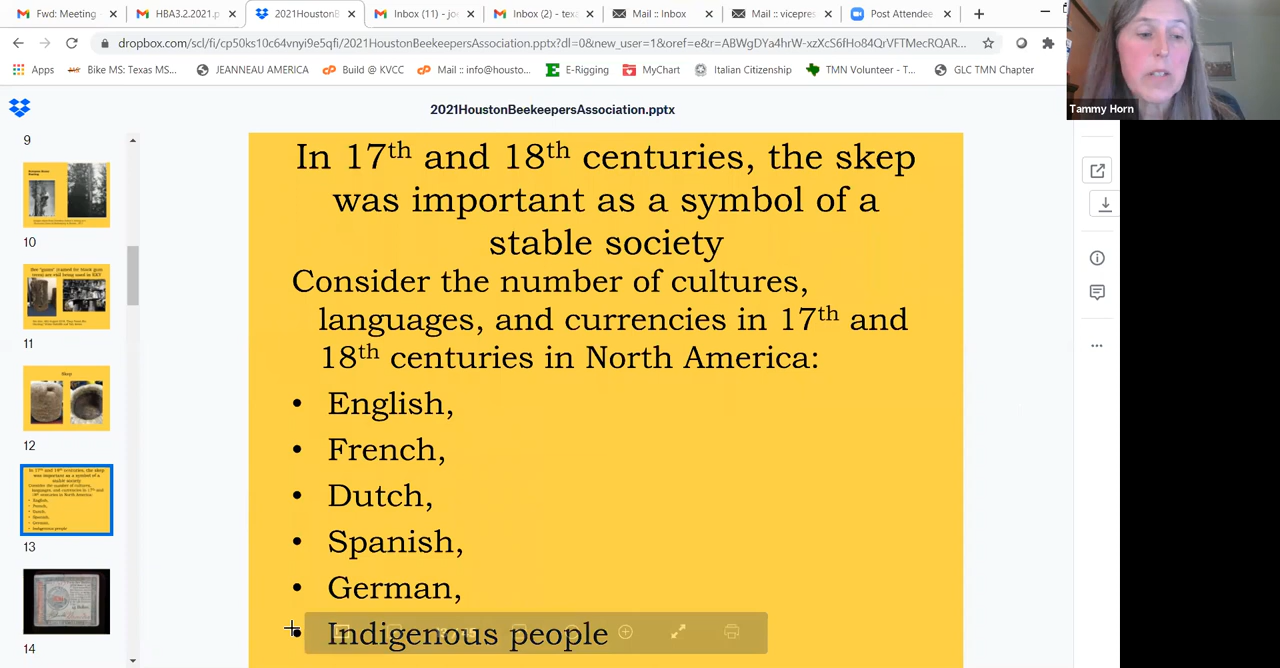 Fwd: Meeting
HBA3.2.2021.p
2021HoustonB
Inbox (11) - jo
Inbox (2) - tex
Mail :: Inbox
Mail :: vicepres
Post Attendee
dropbox.com/scl/fi/cp50ks10c64vnyi9e5qfi/2021HoustonBeekeepersAssociation.pptx?dl=0&new_user=1&oref=e&r=ABWgDYa4hrW-xzXcS6fHo84QrVFTMecRQAR...
Apps
Bike MS: Texas MS...
JEANNEAU AMERICA
Build @ KVCC
Mail :: info@housto...
E-Rigging
MyChart
Italian Citizenship
TMN Volunteer - T...
GLC TMN Chapter
Tammy Horn
2021HoustonBeekeepersAssociation.pptx
9
10
11
Skep
12
13
14
In 17th and 18th centuries, the skep
was important as a symbol of a
stable society
Consider the number of cultures,
languages, and currencies in 17th and
18th centuries in North America:
• English,
• French,
• Dutch,
• Spanish,
• German,
• Indigenous people